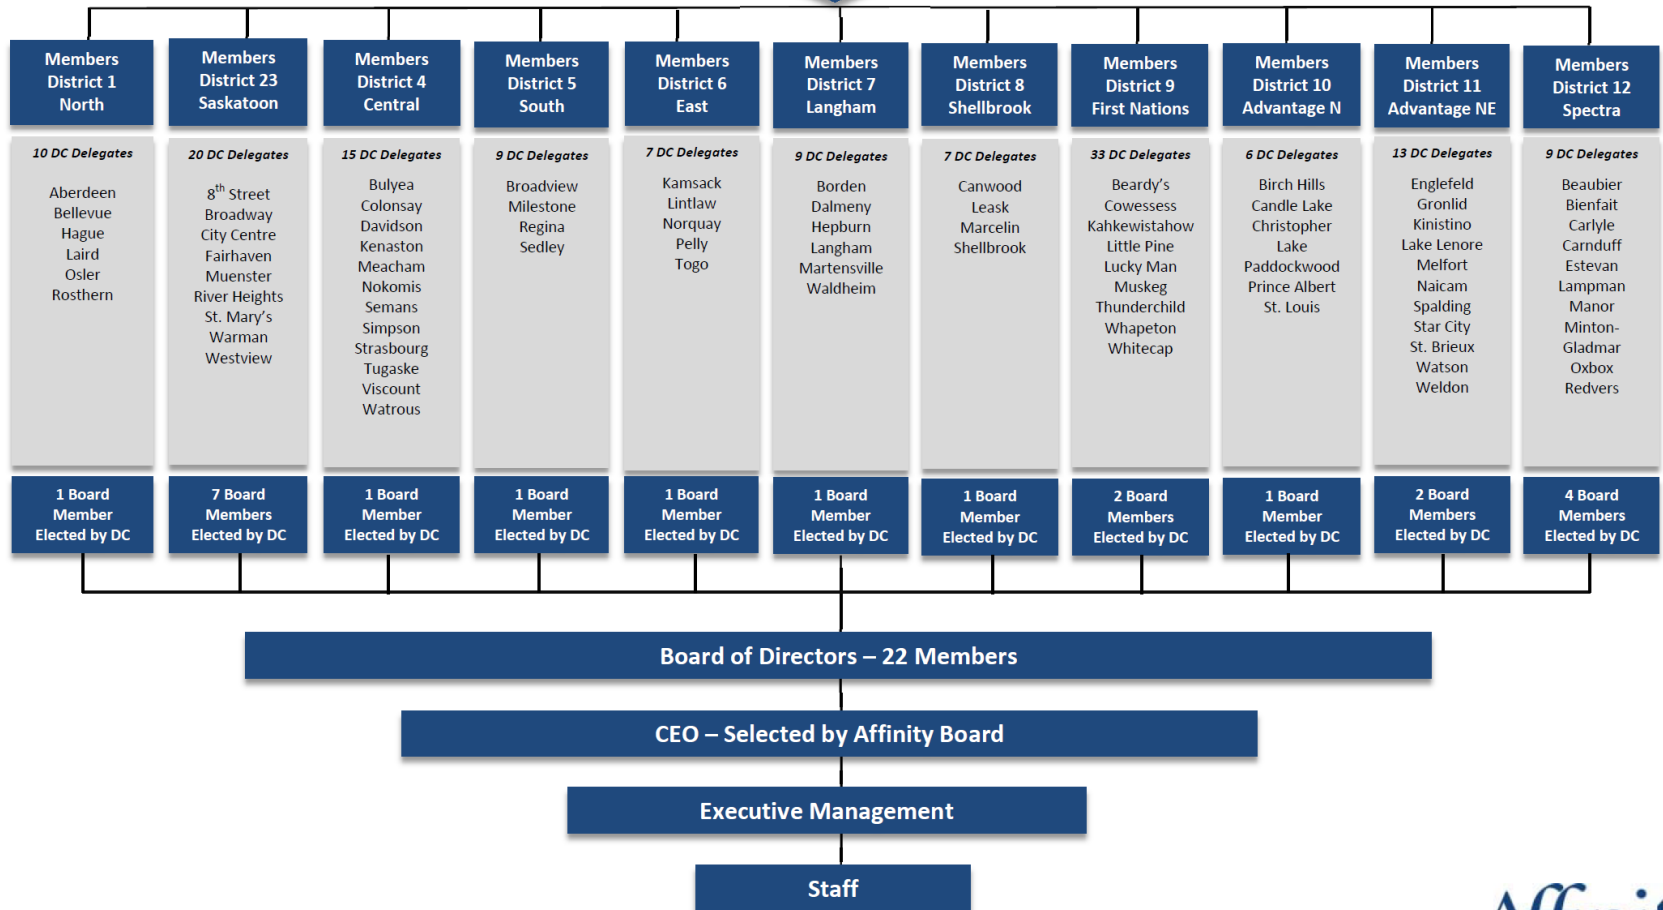 Members
District 1
North
Members
District 23
Saskatoon
Members
District 4
Central
Members
District 5
South
Members
District 6
East
Members
District 7
Langham
Members
District 8
Shellbrook
Members
District 9
First Nations
Members
District 10
Advantage N
Members
District 11
Advantage NE
Members
District 12
Spectra
10 DC Delegates
Aberdeen
Bellevue
Hague
Laird
Osler
Rosthern
20 DC Delegates
8th Street
Broadway
City Centre
Fairhaven
Muenster
River Heights
St. Mary's
Warman
Westview
15 DC Delegates
Bulyea
Colonsay
Davidson
Kenaston
Meacham
Nokomis
Semans
Simpson
Strasbourg
Tugaske
Viscount
Watrous
9 DC Delegates
Broadview
Milestone
Regina
Sedley
7 DC Delegates
Kamsack
Lintlaw
Norquay
Pelly
Togo
9 DC Delegates
Borden
Dalmeny
Hepburn
Langham
Martensville
Waldheim
7 DC Delegates
Canwood
Leask
Marcelin
Shellbrook
33 DC Delegates
Beardy's
Cowessess
Kahkewistahow
Little Pine
Lucky Man
Muskeg
Thunderchild
Whapeton
Whitecap
6 DC Delegates
Birch Hills
Candle Lake
Christopher
Lake
Paddockwood
Prince Albert
St. Louis
13 DC Delegates
Englefeld
Gronlid
Kinistino
Lake Lenore
Melfort
Naicam
Spalding
Star City
St. Brieux
Watson
Weldon
9 DC Delegates
Beaubier
Bienfait
Carlyle
Carnduff
Estevan
Lampman
Manor
Minton-
Gladmar
Oxbox
Redvers
1 Board
Member
Elected by DC
7 Board
Members
Elected by DC
1 Board
Member
Elected by DC
1 Board
Member
Elected by DC
1 Board
Member
Elected by DC
1 Board
Member
Elected by DC
1 Board
Member
Elected by DC
2 Board
Members
Elected by DC
1 Board
Member
Elected by DC
2 Board
Members
Elected by DC
4 Board
Members
Elected by DC
Board of Directors – 22 Members
CEO – Selected by Affinity Board
Executive Management
Staff